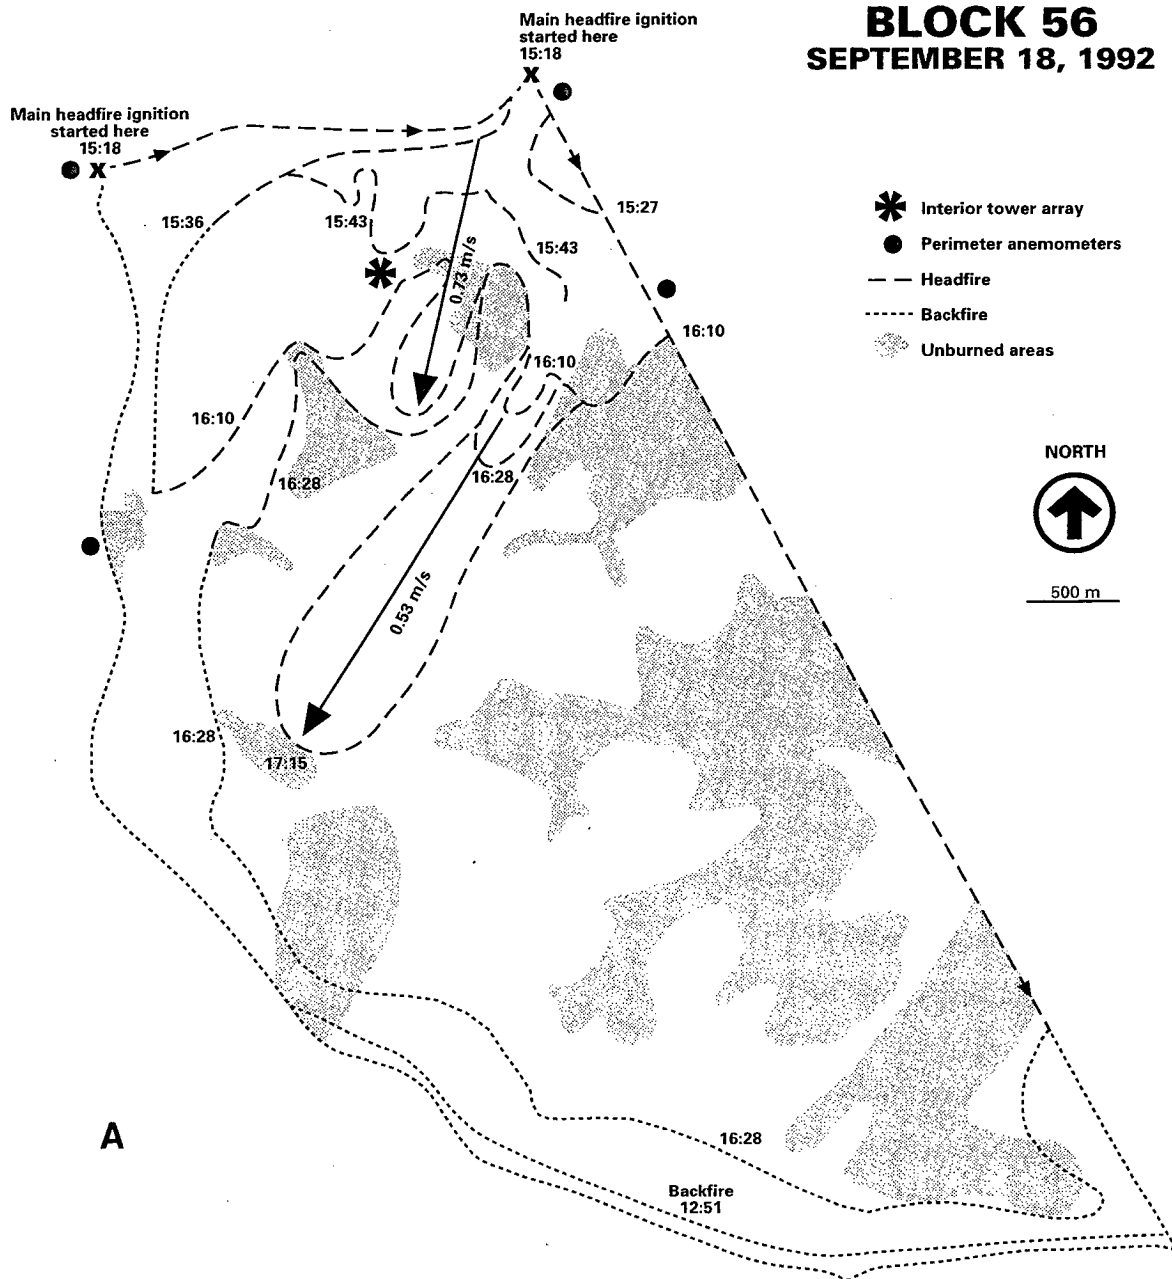 BLOCK 56
SEPTEMBER 18, 1992
Main headfire ignition
started here
15:18
x
Main headfire ignition
started here
15:18
x
15:36
15:43
15:27
15:43
0.73 m/s
Interior tower array
Perimeter anemometers
Headfire
Backfire
Unburned areas
16:10
16:10
16:10
16:28
16:28
NORTH
500 m
0.53 m/s
16:28
17:15
A
16:28
Backfire
12:51